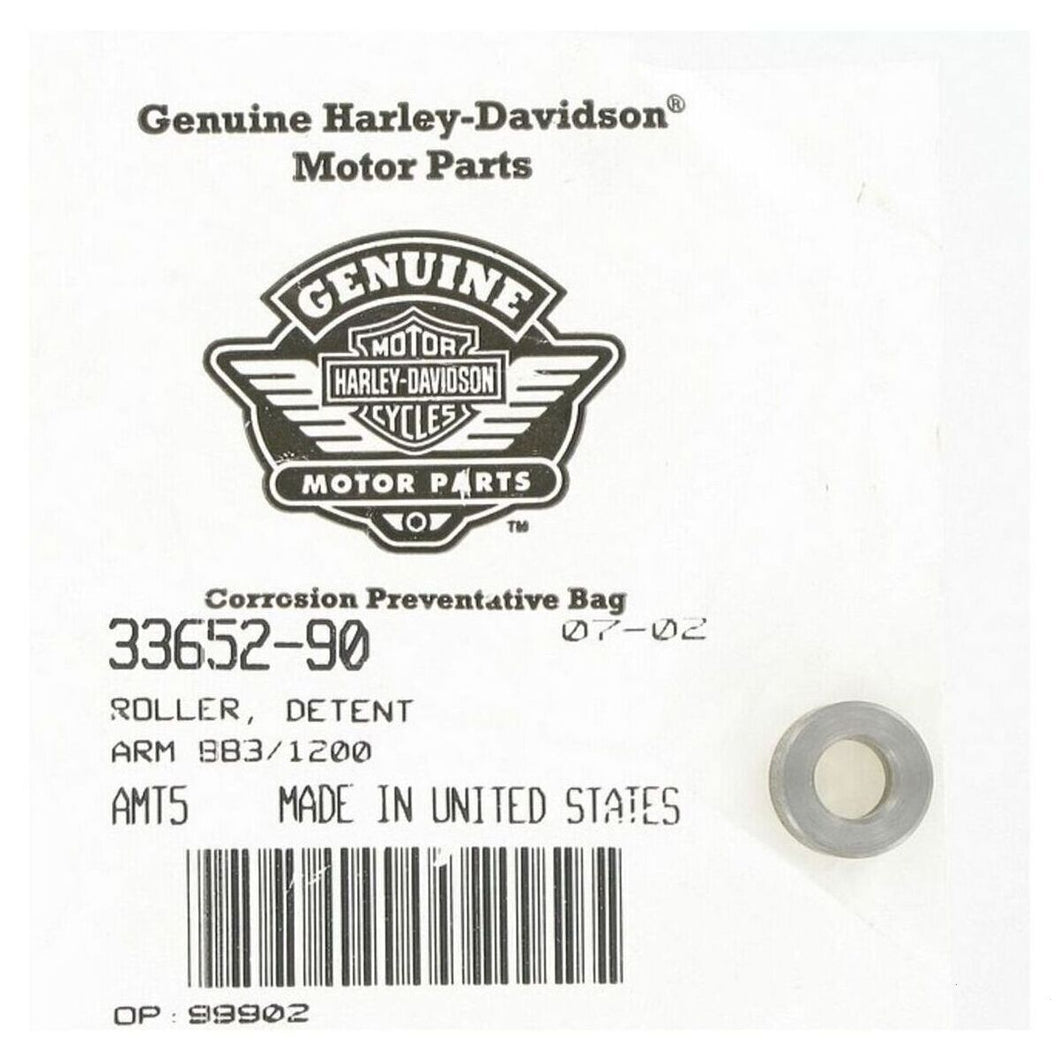 Genuine Harley-Davidson®
Motor Parts
GENUINE
MOTOR
HARLEY-DAVIDSON
CYCLES
MOTOR PARTS
TM
Corrosion Preventative Bag
33652-90
07-02
ROLLER, DETENT
ARM 883/1200
AMT5 MADE IN UNITED STATES
OP: 99902